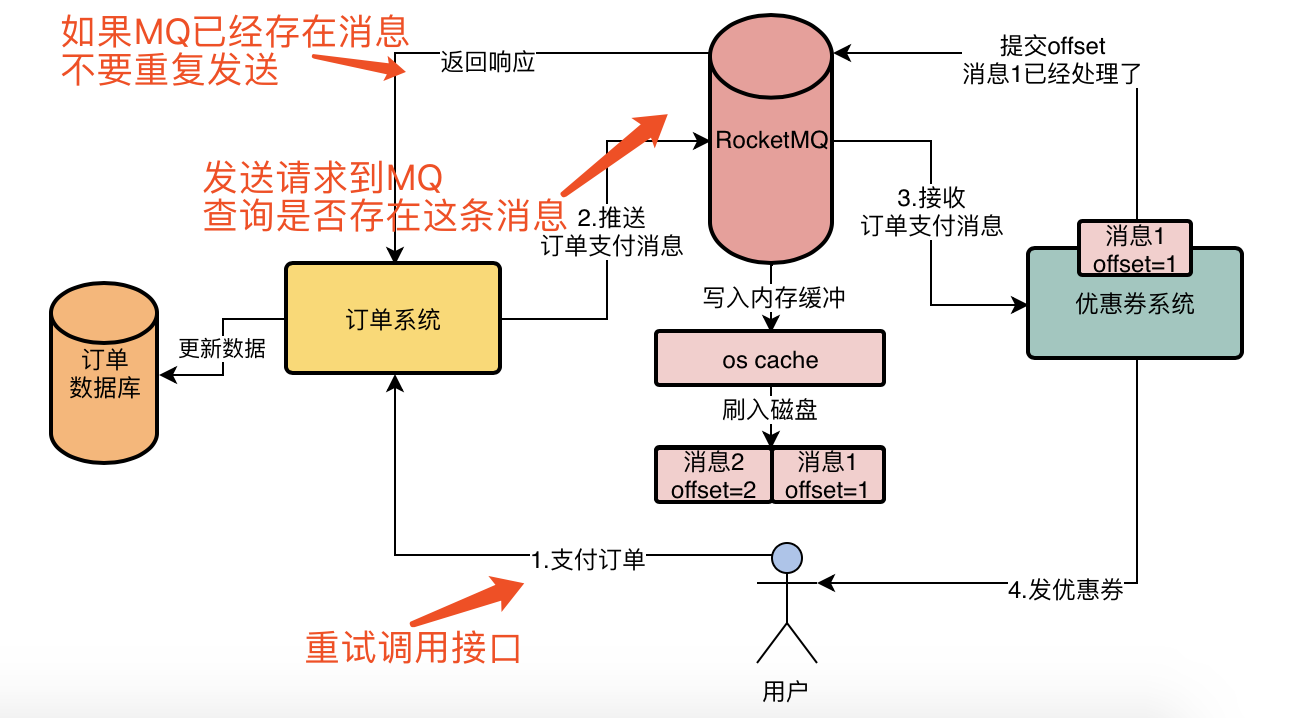 如果MQ已经存在消息
不要重复发送
返回响应
提交offset
消息1已经处理了
RocketMQ
发送请求到MQ
查询是否存在这条消息
2.推送
订单支付消息
3.接收
订单支付消息
消息1
offset=1
优惠券系统
写入内存缓冲
订单系统
更新数据
订单
数据库
os cache
刷入磁盘
消息2
offset=2
消息1
offset=1
1.支付订单
4.发优惠券
重试调用接口
用户